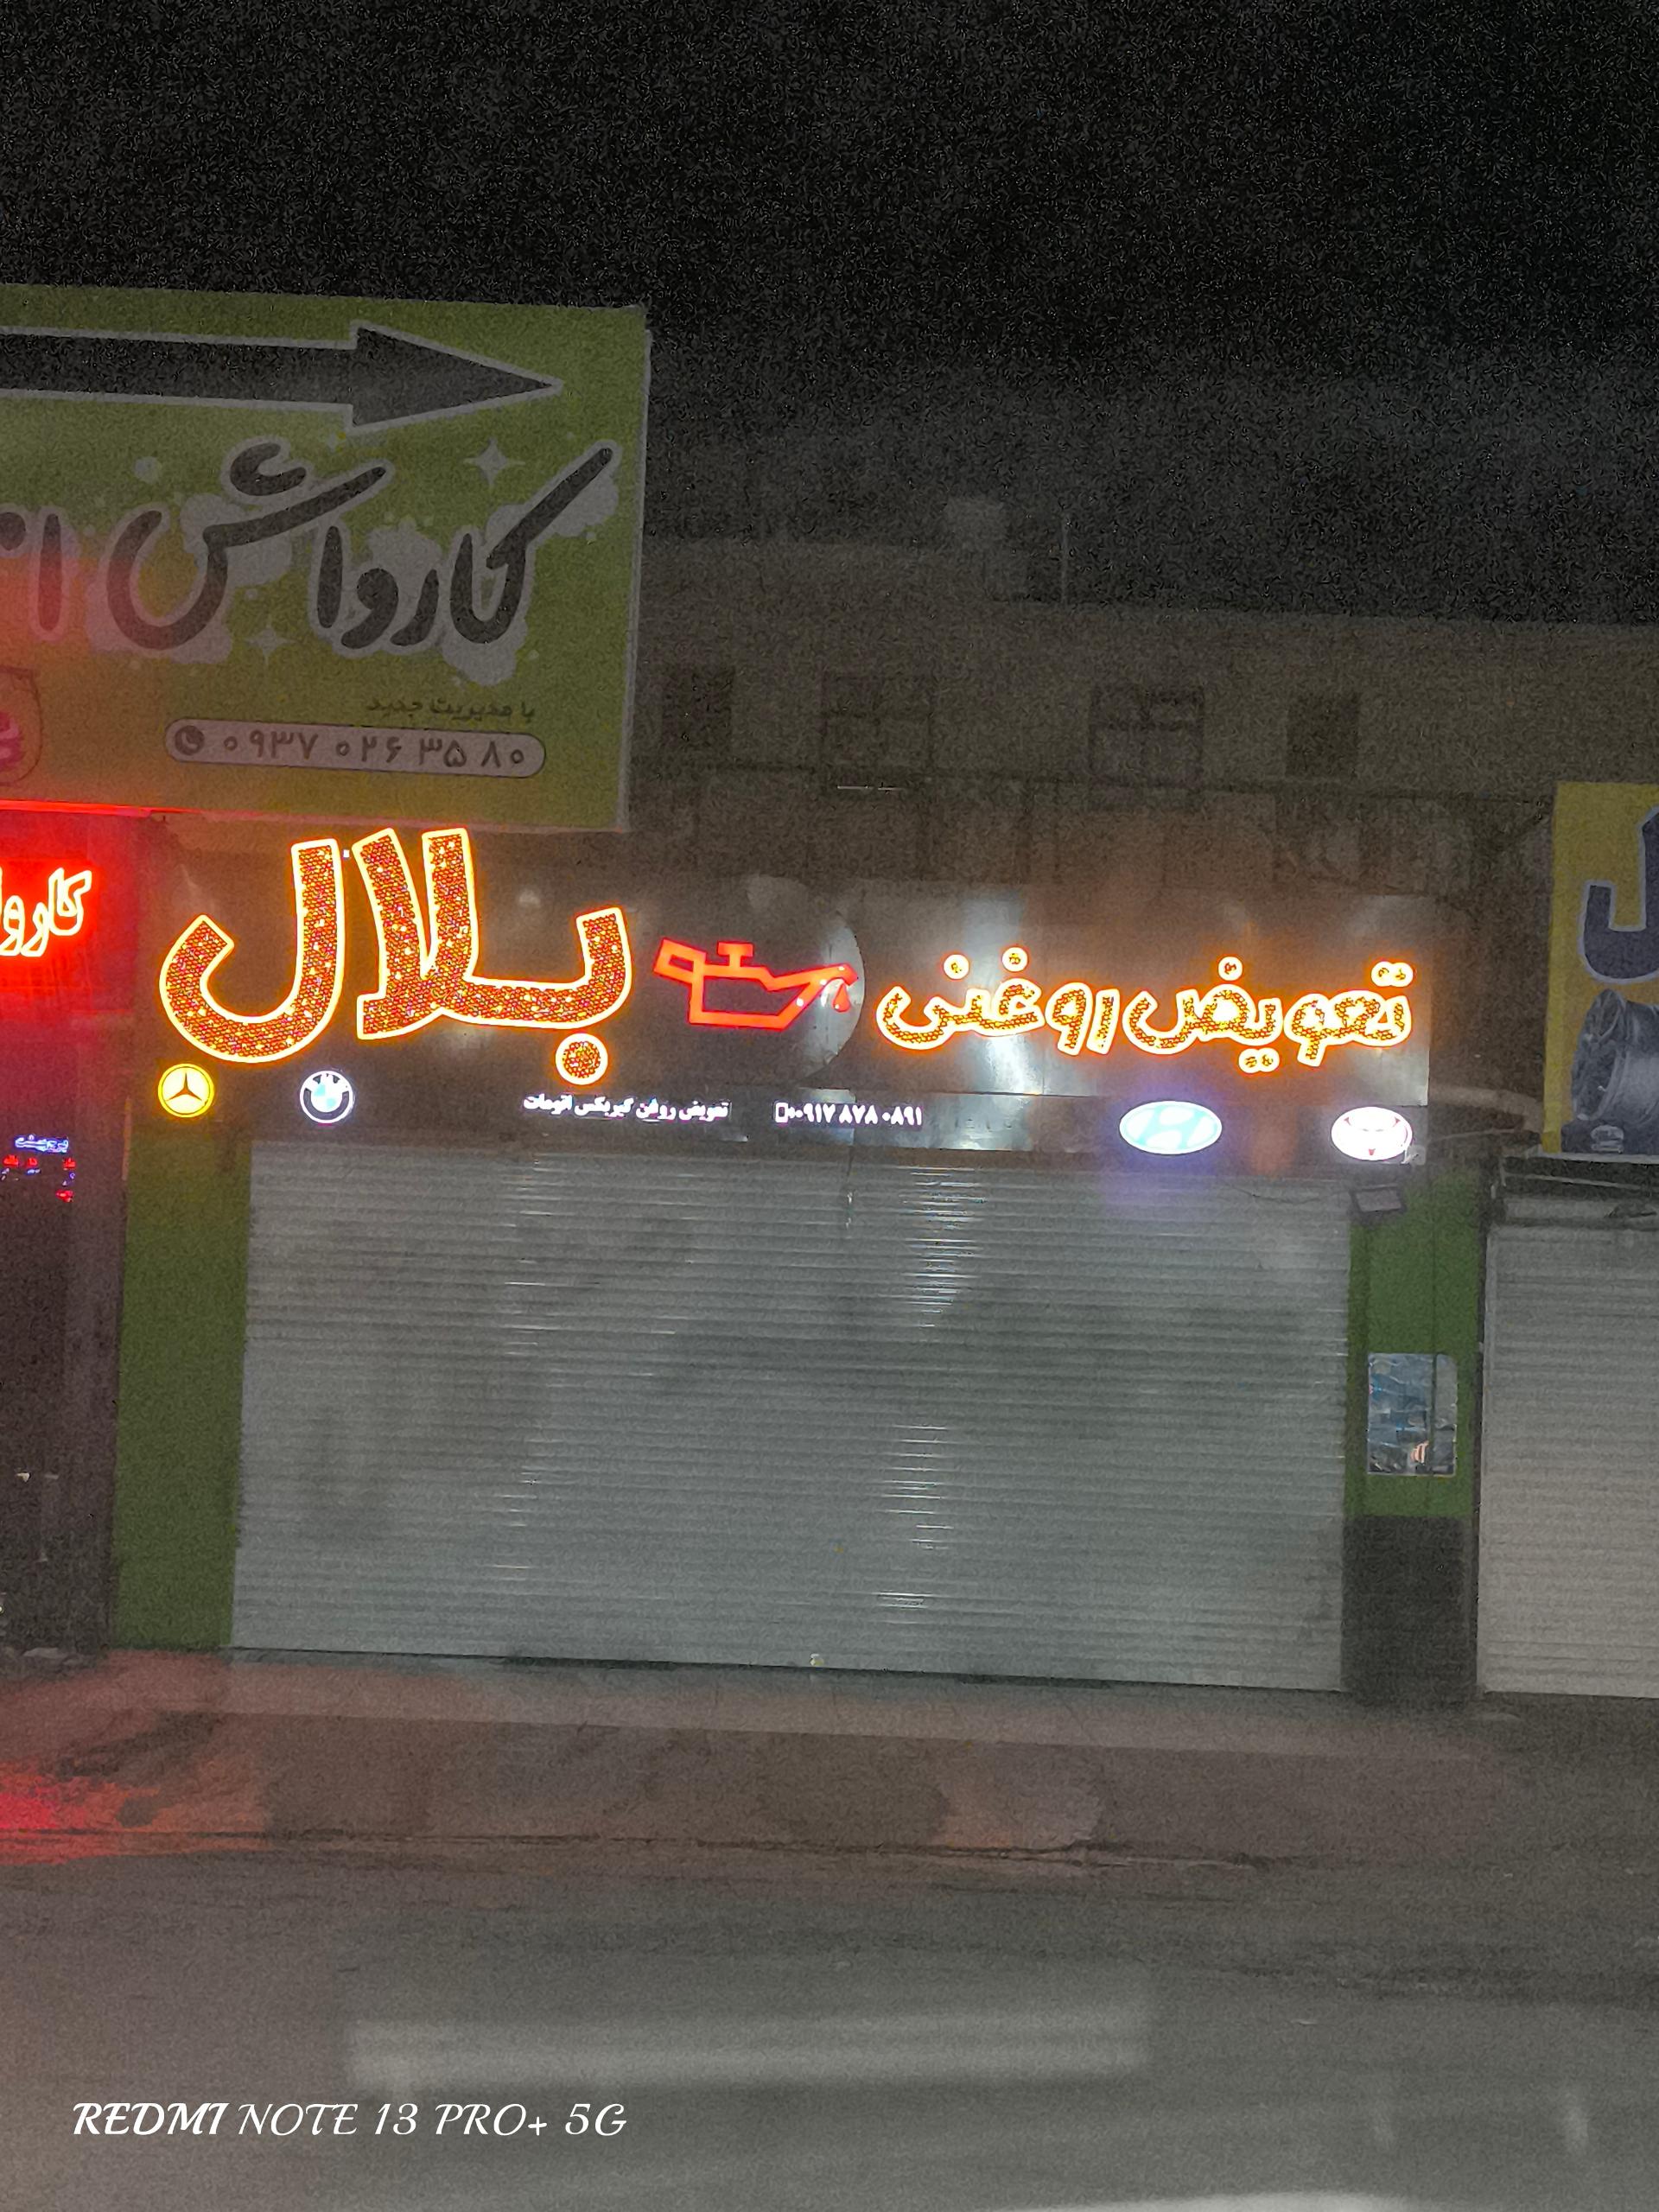 کارواش
با مدیریت جدید
۰۹۳۷ ۰۲۶ ۳۵ ۸۰
تعویض روغنی بلال
۰۹۱۷ ۸۷۸ ۰۸۹۱
تعویض روغن گیربکس اتومات
REDMI NOTE 13 PRO+ 5G